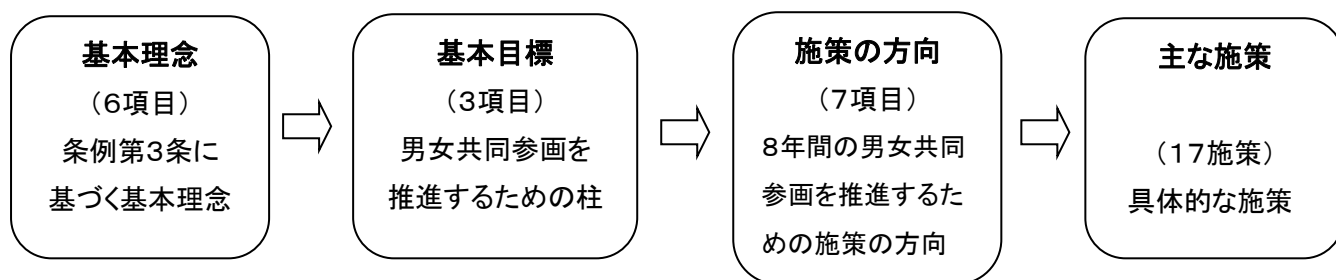 基本理念
（６項目）
条例第３条に
基づく基本理念
基本目標
（３項目）
男女共同参画を
推進するための柱
施策の方向
（７項目）
８年間の男女共同
参画を推進するた
めの施策の方向
主な施策
（１７施策）
具体的な施策